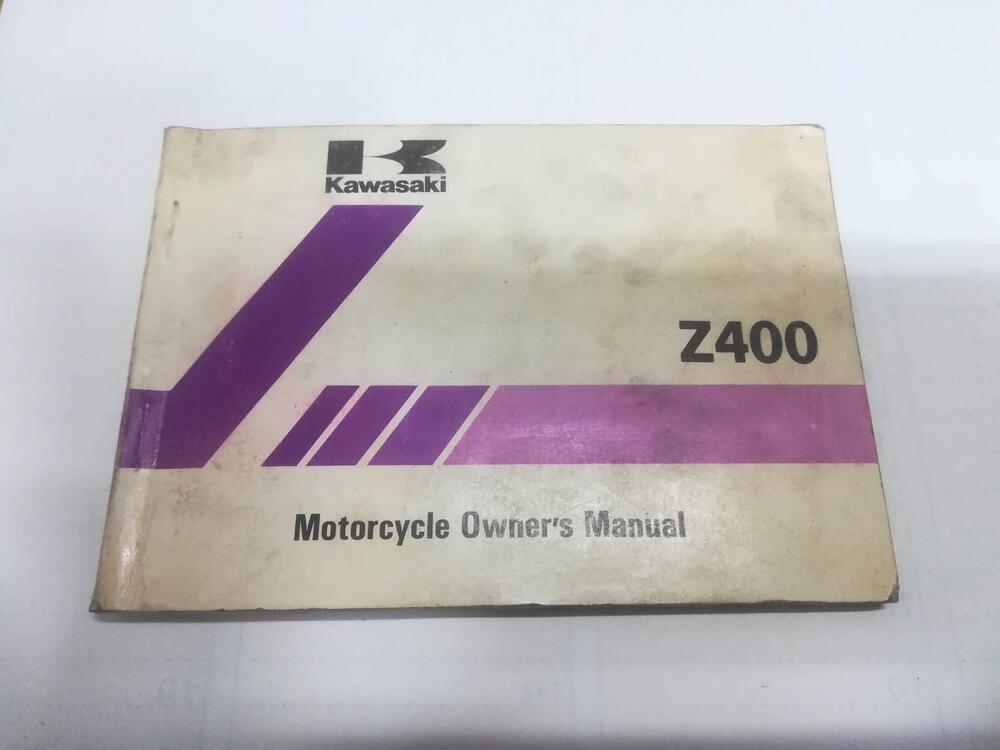 Kawasaki
Z400
Motorcycle Owner's Manual